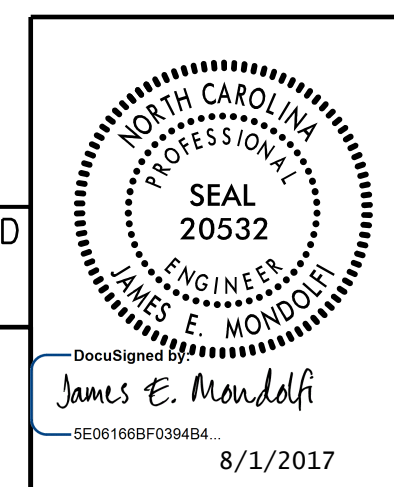 NORTH CAROLINA
PROFESSIONAL
SEAL
20532
ENGINEER
JAMES E. MONDOLFI
D
DocuSigned by:
James E. Mondolfi
5E06166BF0394B4...
8/1/2017